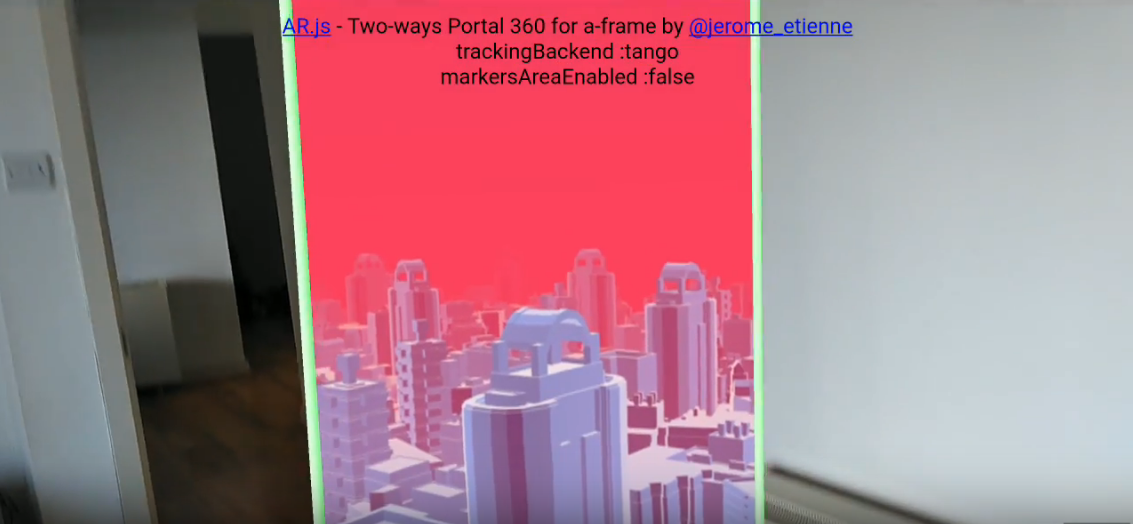 AR.js - Two-ways Portal 360 for a-frame by @jerome_etienne
trackingBackend :tango
markersAreaEnabled :false